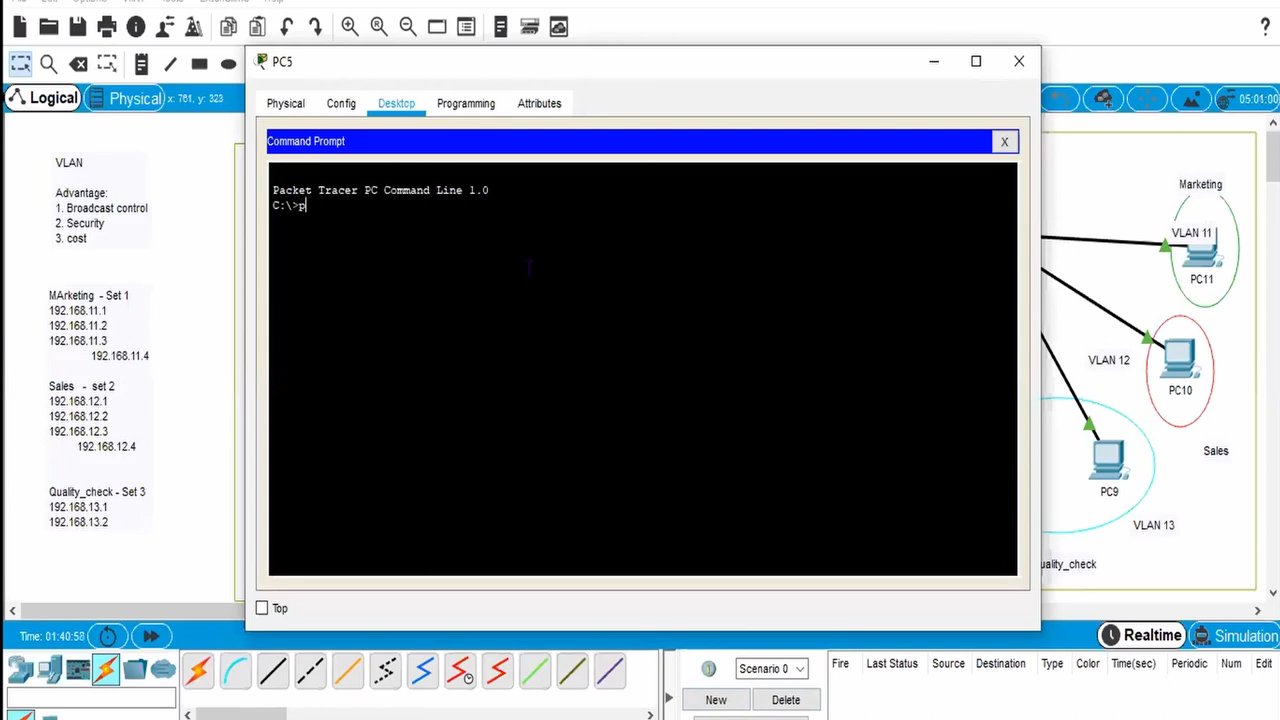 ?
PC5
Logical
Physical
x: 761, y: 323
05:01:00
Physical
Config
Desktop
Programming
Attributes
Command Prompt
X
Packet Tracer PC Command Line 1.0
C:\>p
Top
VLAN
Advantage:
1. Broadcast control
2. Security
3. cost
MArketing - Set 1
192.168.11.1
192.168.11.2
192.168.11.3
192.168.11.4
Sales - set 2
192.168.12.1
192.168.12.2
192.168.12.3
192.168.12.4
Quality_check - Set 3
192.168.13.1
192.168.13.2
Marketing
VLAN 11
PC11
VLAN 12
PC10
Sales
PC9
VLAN 13
uality_check
Time: 01:40:58
Realtime
Simulation
Scenario 0
New
Delete
Fire
Last Status
Source
Destination
Type
Color
Time(sec)
Periodic
Num
Edit